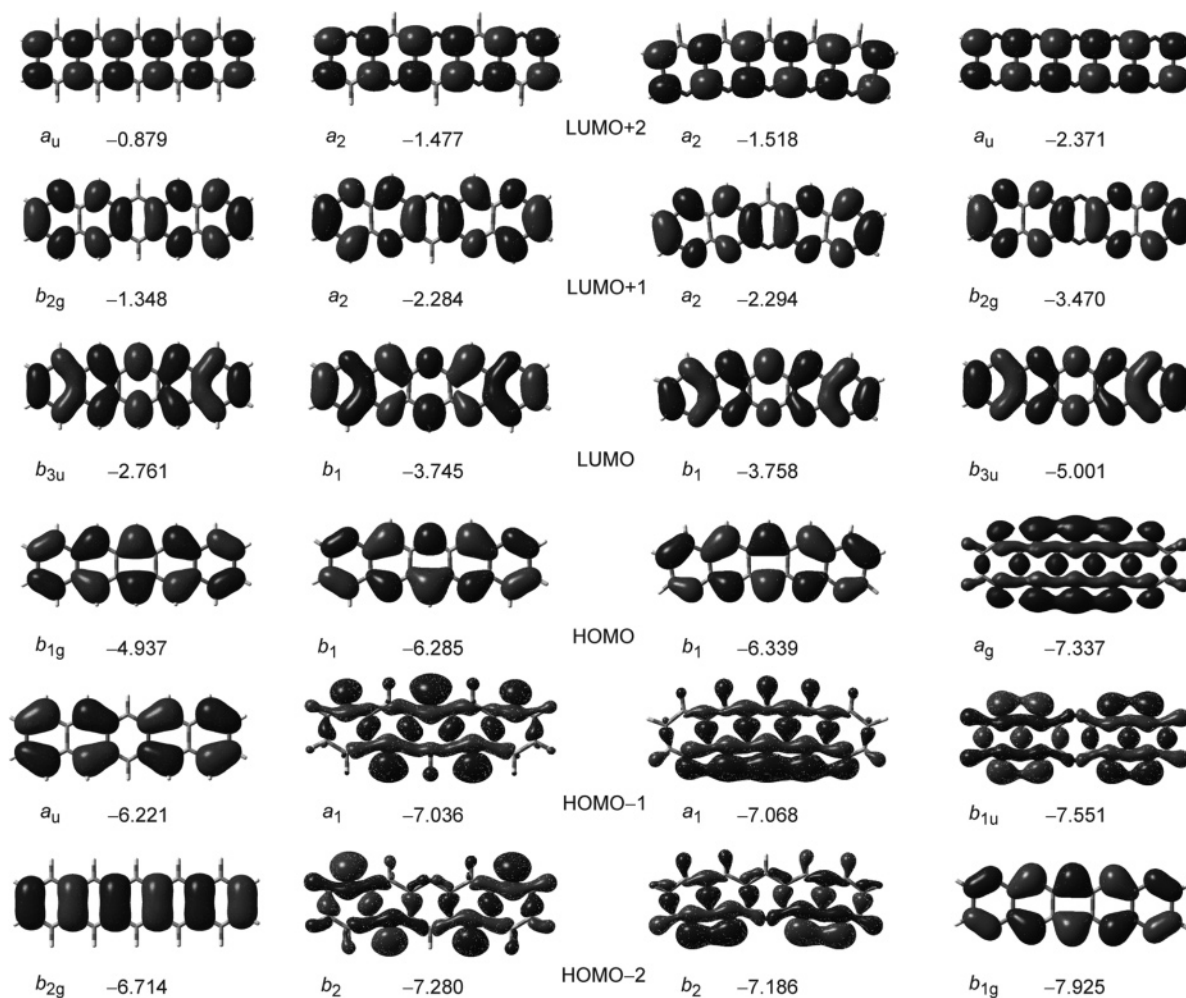 LUMO+2
a_u −0.879 a_2 −1.477 a_2 −1.518 a_u −2.371
LUMO+1
b_2g −1.348 a_2 −2.284 a_2 −2.294 b_2g −3.470
LUMO
b_3u −2.761 b_1 −3.745 b_1 −3.758 b_3u −5.001
HOMO
b_1g −4.937 b_1 −6.285 b_1 −6.339 a_g −7.337
HOMO−1
a_u −6.221 a_1 −7.036 a_1 −7.068 b_1u −7.551
HOMO−2
b_2g −6.714 b_2 −7.280 b_2 −7.186 b_1g −7.925